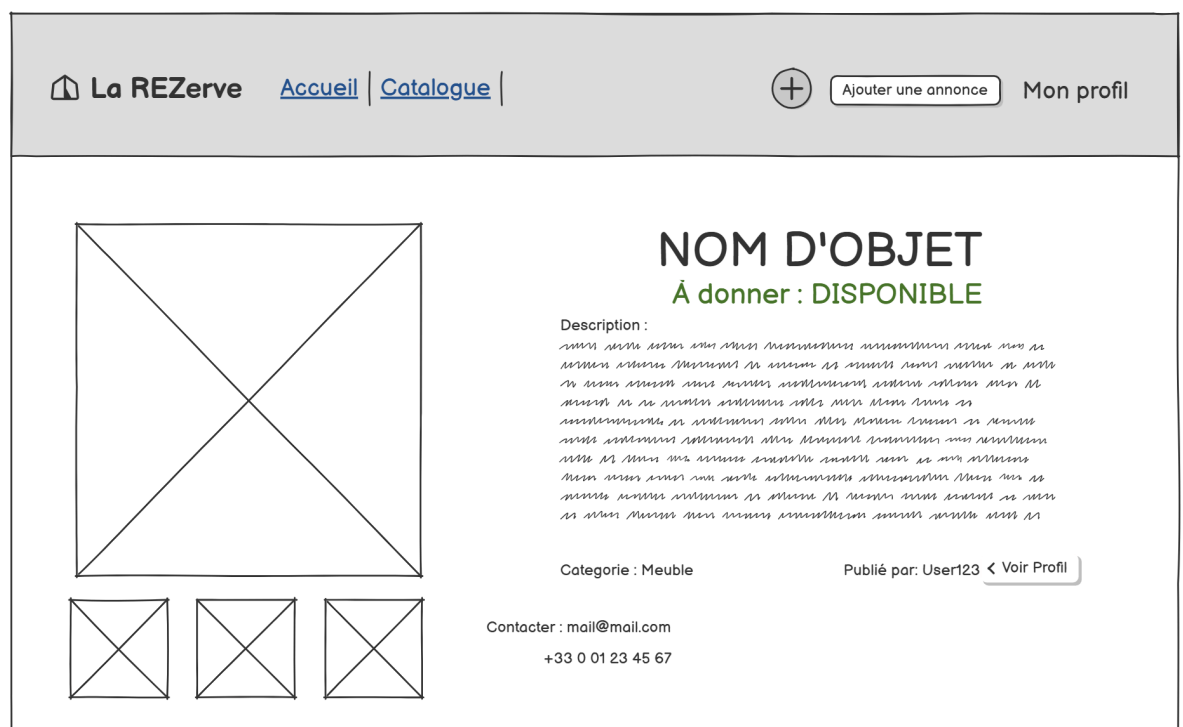 La REZerve Accueil Catalogue Ajouter une annonce Mon profil
NOM D'OBJET
À donner : DISPONIBLE
Description :
Categorie : Meuble Publié par: User123 Voir Profil
Contacter : mail@mail.com
+33 0 01 23 45 67